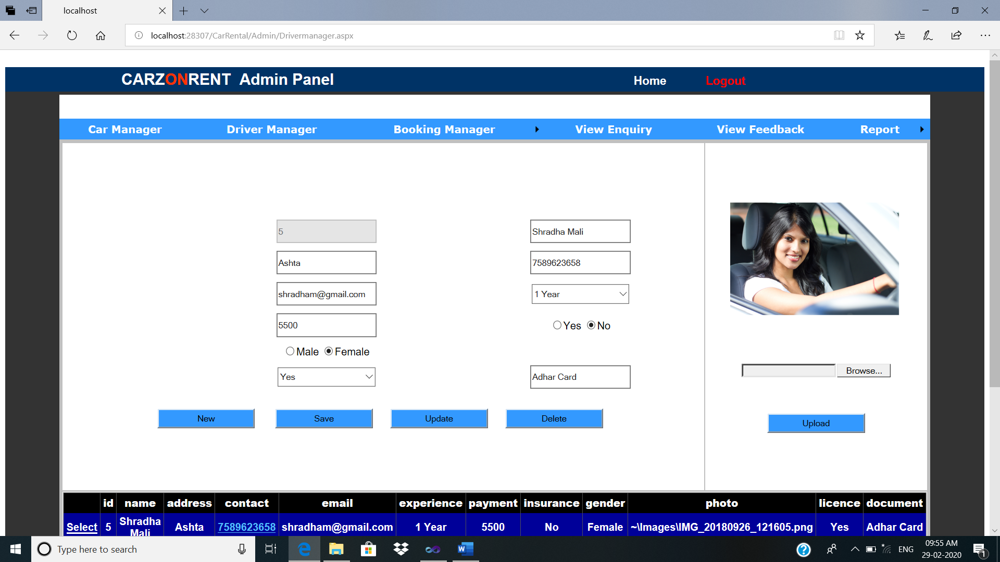 localhost
localhost:28307/CarRental/Admin/Drivermanager.aspx
CARZONRENT Admin Panel Home Logout
Car Manager Driver Manager Booking Manager View Enquiry View Feedback Report
5 Shradha Mali
Ashta 7589623658
shradham@gmail.com 1 Year
5500 Yes No
Male Female
Yes Adhar Card
Browse...
New Save Update Delete
Upload
id name address contact email experience payment insurance gender photo licence document
Select 5 Shradha Mali Ashta 7589623658 shradham@gmail.com 1 Year 5500 No Female ~\Images\IMG_20180926_121605.png Yes Adhar Card
Type here to search
ENG
09:55 AM
29-02-2020
1